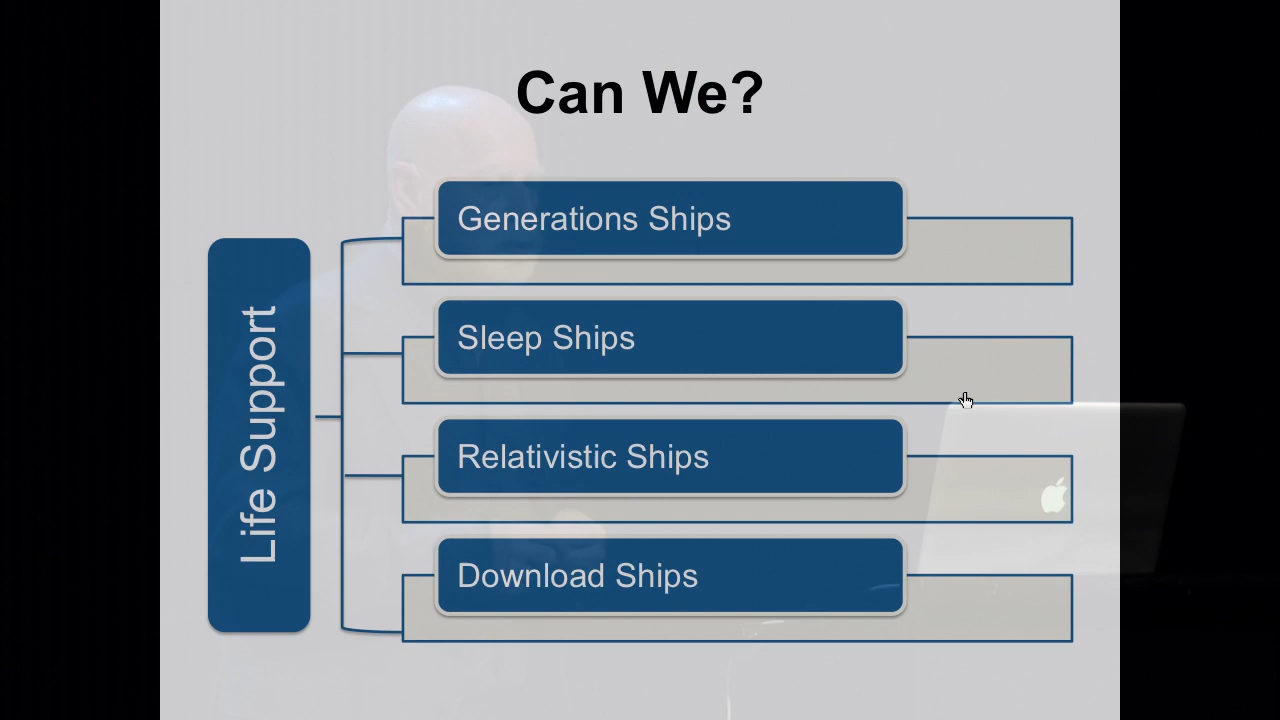 Can We?
Life Support
Generations Ships
Sleep Ships
Relativistic Ships
Download Ships